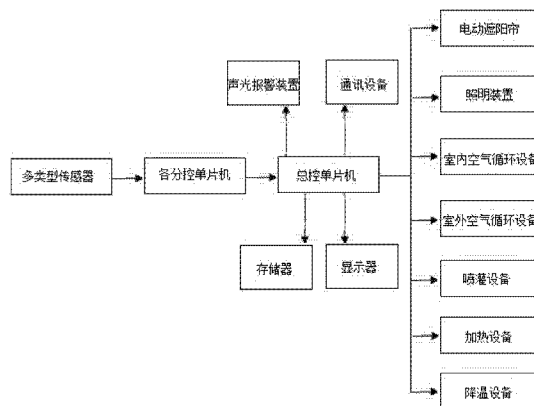 电动遮阳帘
声光报警装置
通讯设备
照明装置
室内空气循环设备
多类型传感器
各分控单片机
总控单片机
室外空气循环设备
存储器
显示器
喷灌设备
加热设备
降温设备